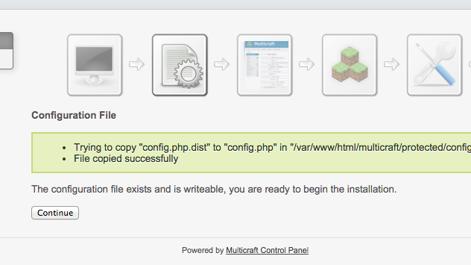 Multicraft
Configuration File
Trying to copy "config.php.dist" to "config.php" in "/var/www/html/multicraft/protected/config
File copied successfully
The configuration file exists and is writeable, you are ready to begin the installation.
Continue
Powered by Multicraft Control Panel